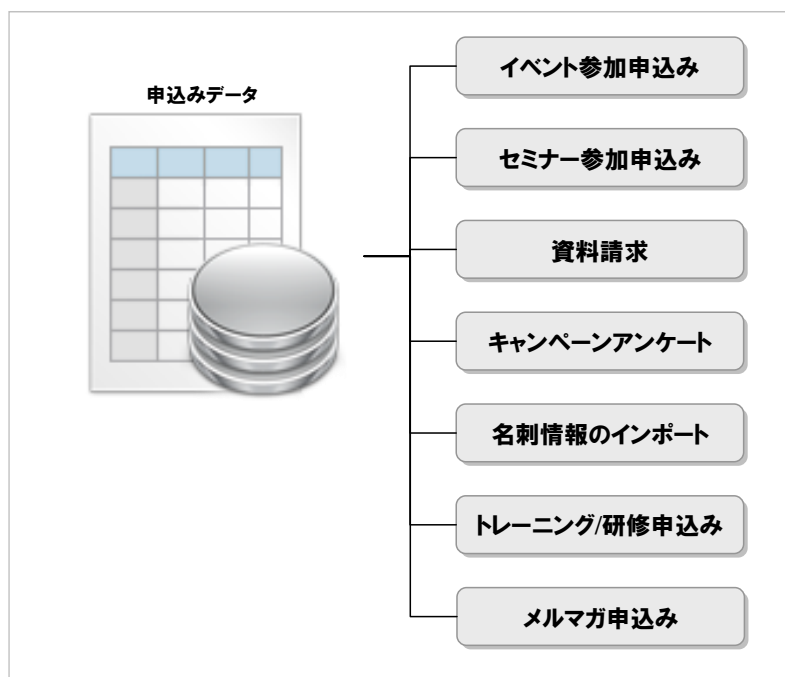 申込みデータ
イベント参加申込み
セミナー参加申込み
資料請求
キャンペーンアンケート
名刺情報のインポート
トレーニング/研修申込み
メルマガ申込み